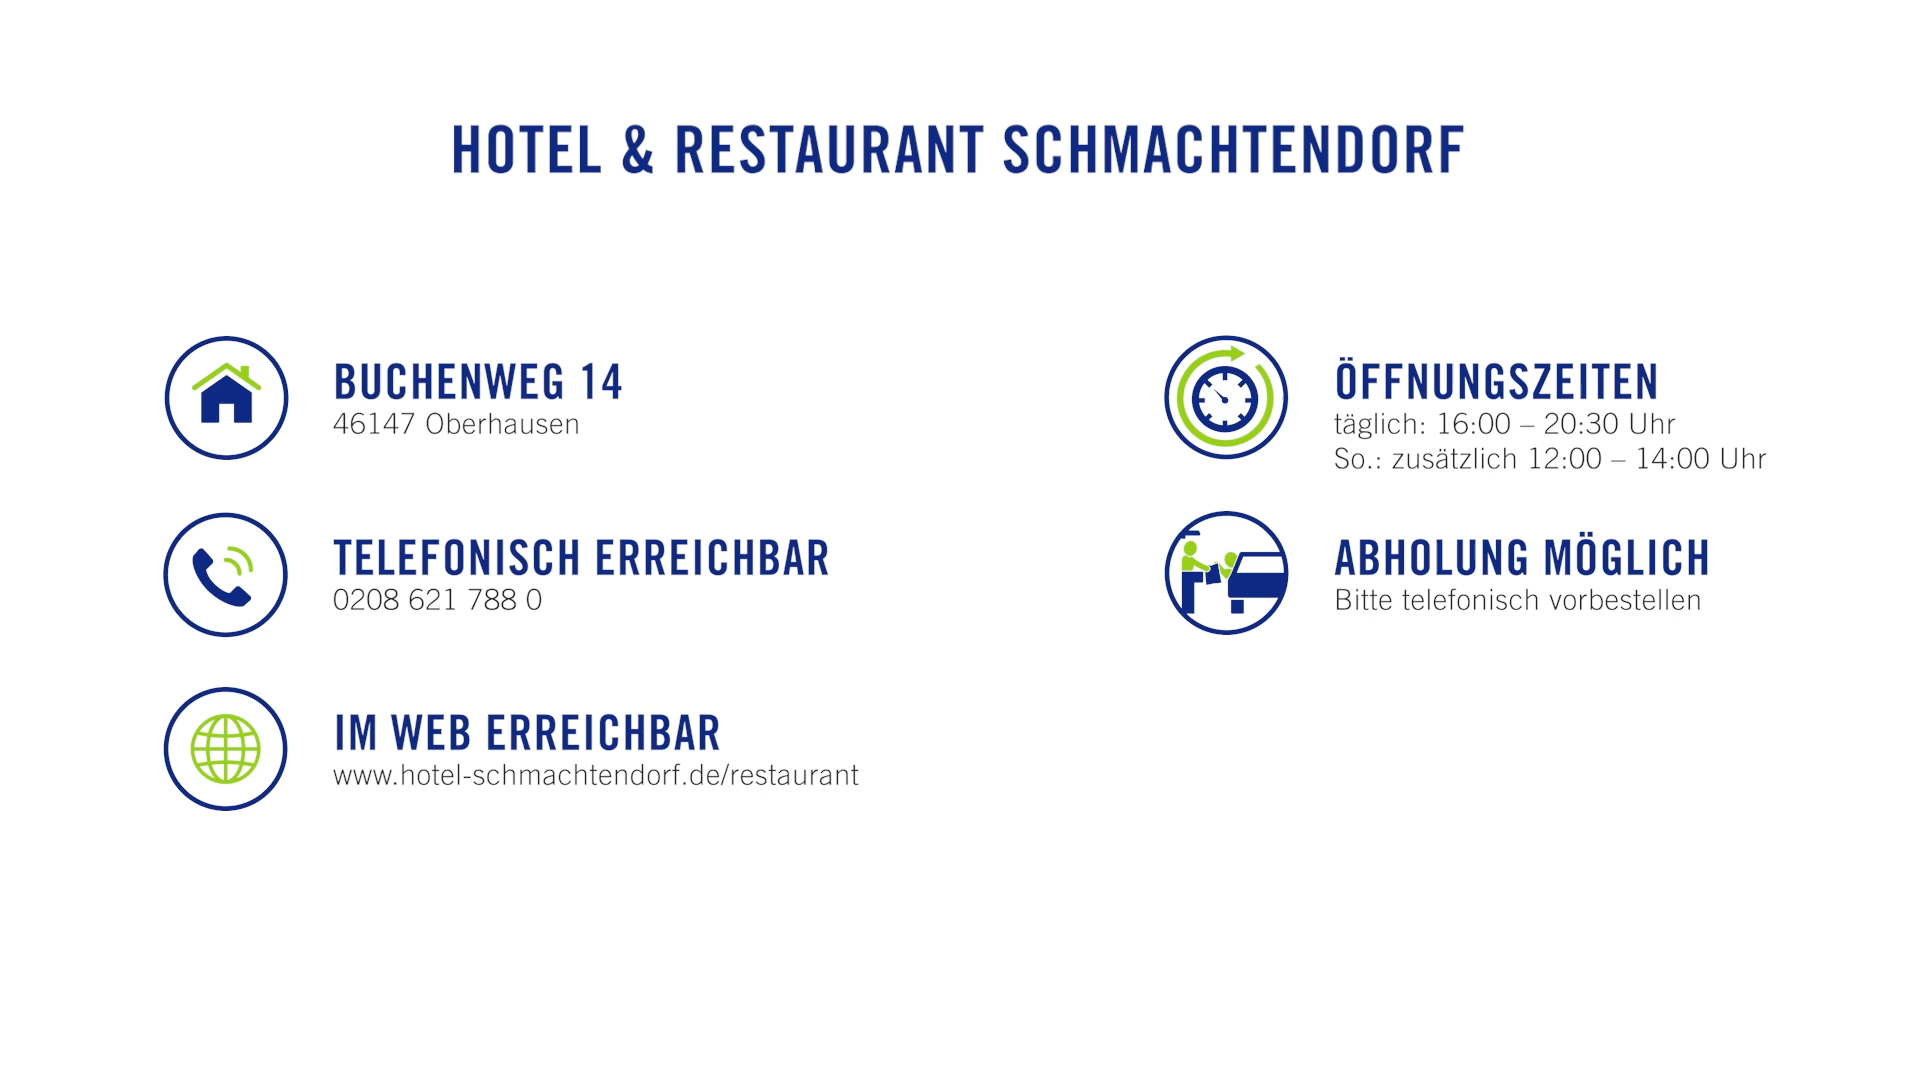 HOTEL & RESTAURANT SCHMACHTENDORF
BUCHENWEG 14
46147 Oberhausen
TELEFONISCH ERREICHBAR
0208 621 788 0
IM WEB ERREICHBAR
www.hotel-schmachtendorf.de/restaurant
ÖFFNUNGSZEITEN
täglich: 16:00 – 20:30 Uhr
So.: zusätzlich 12:00 – 14:00 Uhr
ABHOLUNG MÖGLICH
Bitte telefonisch vorbestellen